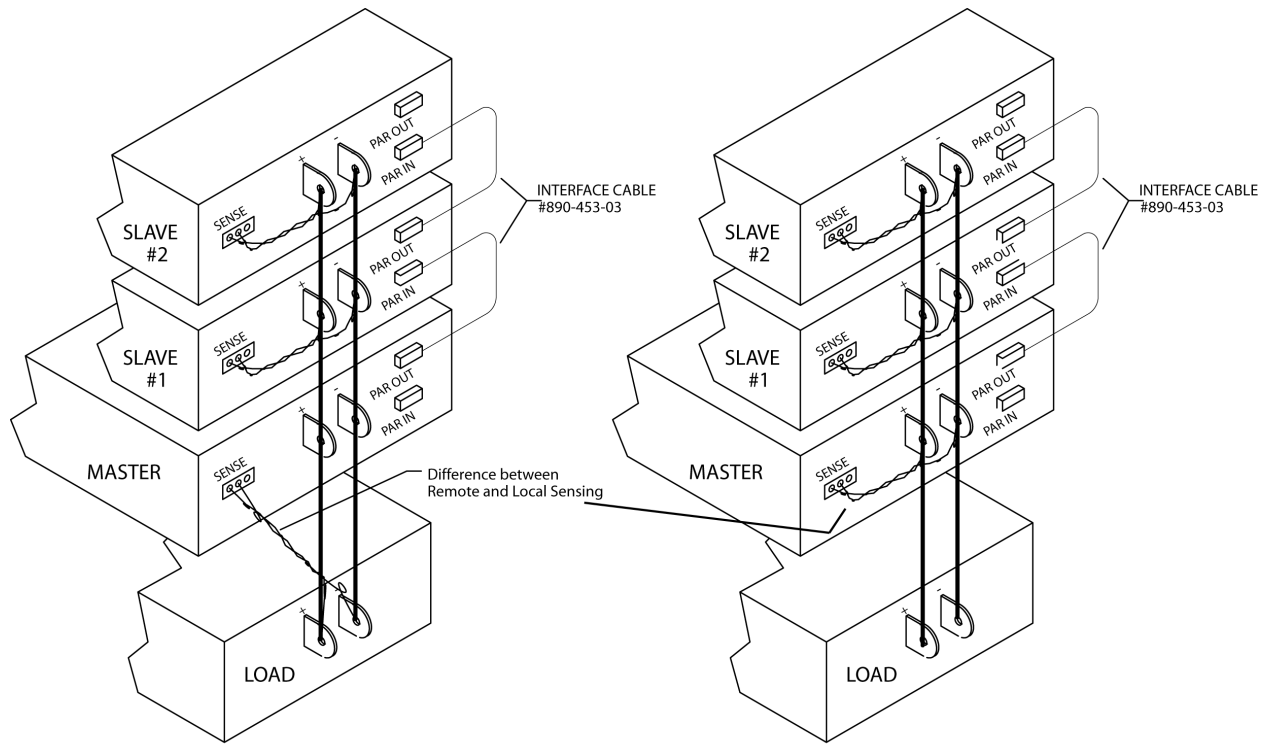 PAR OUT
PAR IN
+
-
SENSE
SLAVE
#2
INTERFACE CABLE
#890-453-03
PAR OUT
PAR IN
+
-
SENSE
SLAVE
#1
PAR OUT
PAR IN
+
-
SENSE
MASTER
Difference between
Remote and Local Sensing
+
LOAD
PAR OUT
PAR IN
+
-
SENSE
SLAVE
#2
INTERFACE CABLE
#890-453-03
PAR OUT
PAR IN
+
-
SENSE
SLAVE
#1
PAR OUT
PAR IN
+
-
SENSE
MASTER
+
-
LOAD